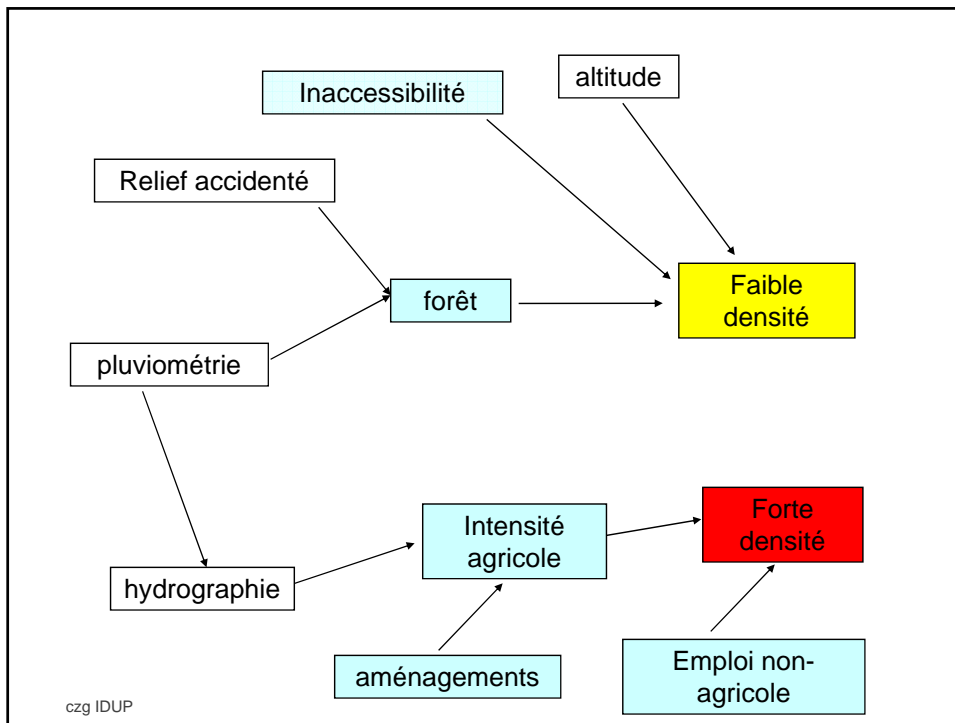 Inaccessibilité
altitude
Relief accidenté
forêt
Faible
densité
pluviométrie
Intensité
agricole
Forte
densité
hydrographie
aménagements
Emploi non-
agricole
czg IDUP